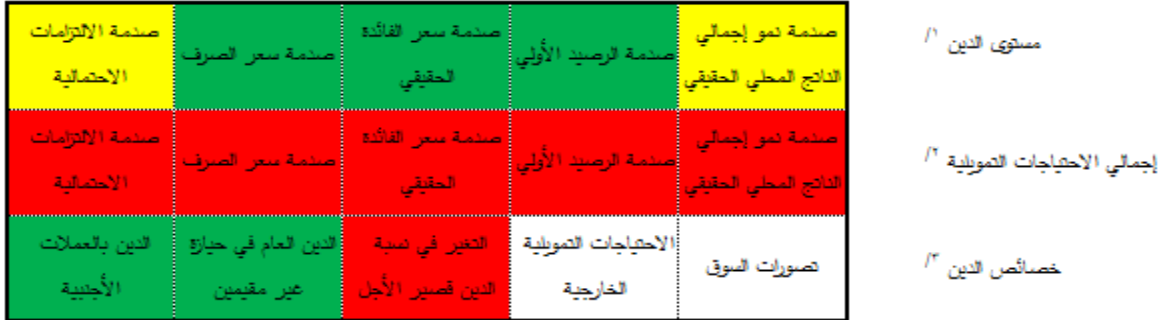 مستوى الدين ١/
صدمة نمو إجمالي
الناتج المحلي الحقيقي
صدمة الرصيد الأولي
صدمة سعر الفائدة
الحقيقي
صدمة سعر الصرف
صدمة الالتزامات
الاحتمالية
إجمالي الاحتياجات التمويلية ٢/
صدمة نمو إجمالي
الناتج المحلي الحقيقي
صدمة الرصيد الأولي
صدمة سعر الفائدة
الحقيقي
صدمة سعر الصرف
صدمة الالتزامات
الاحتمالية
خصائص الدين ٣/
تصورات السوق
الاحتياجات التمويلية
الخارجية
التغير في نسبة
الدين قصير الأجل
الدين العام في حيازة
غير مقيمين
الدين بالعملات
الأجنبية